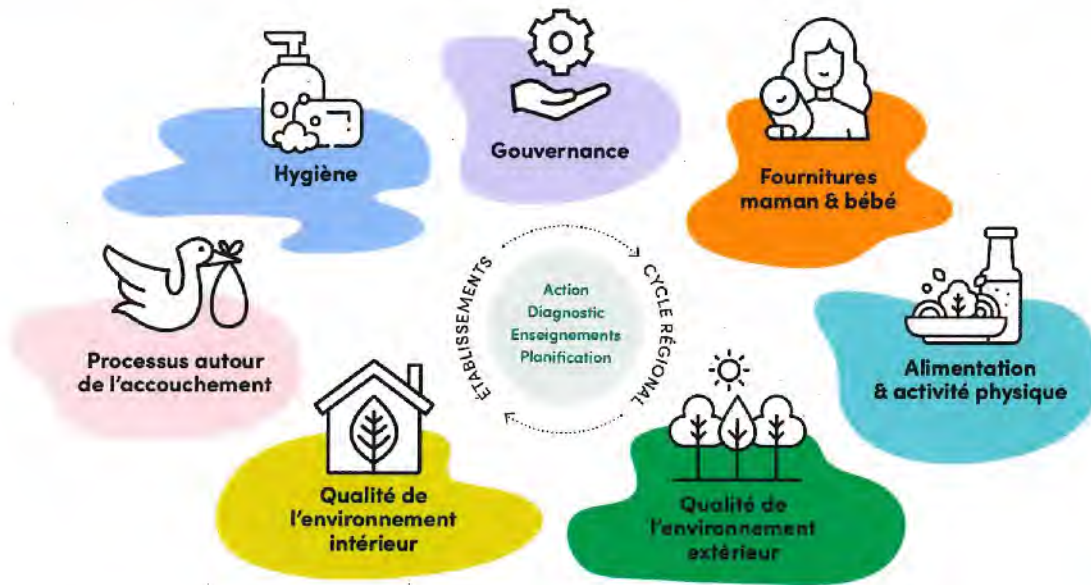 Hygiène
Gouvernance
Fournitures
maman & bébé
Processus autour
de l'accouchement
ÉTABLISSEMENTS
CYCLE RÉGIONAL
Action
Diagnostic
Enseignements
Planification
Alimentation
& activité physique
Qualité de
l'environnement
intérieur
Qualité de
l'environnement
extérieur